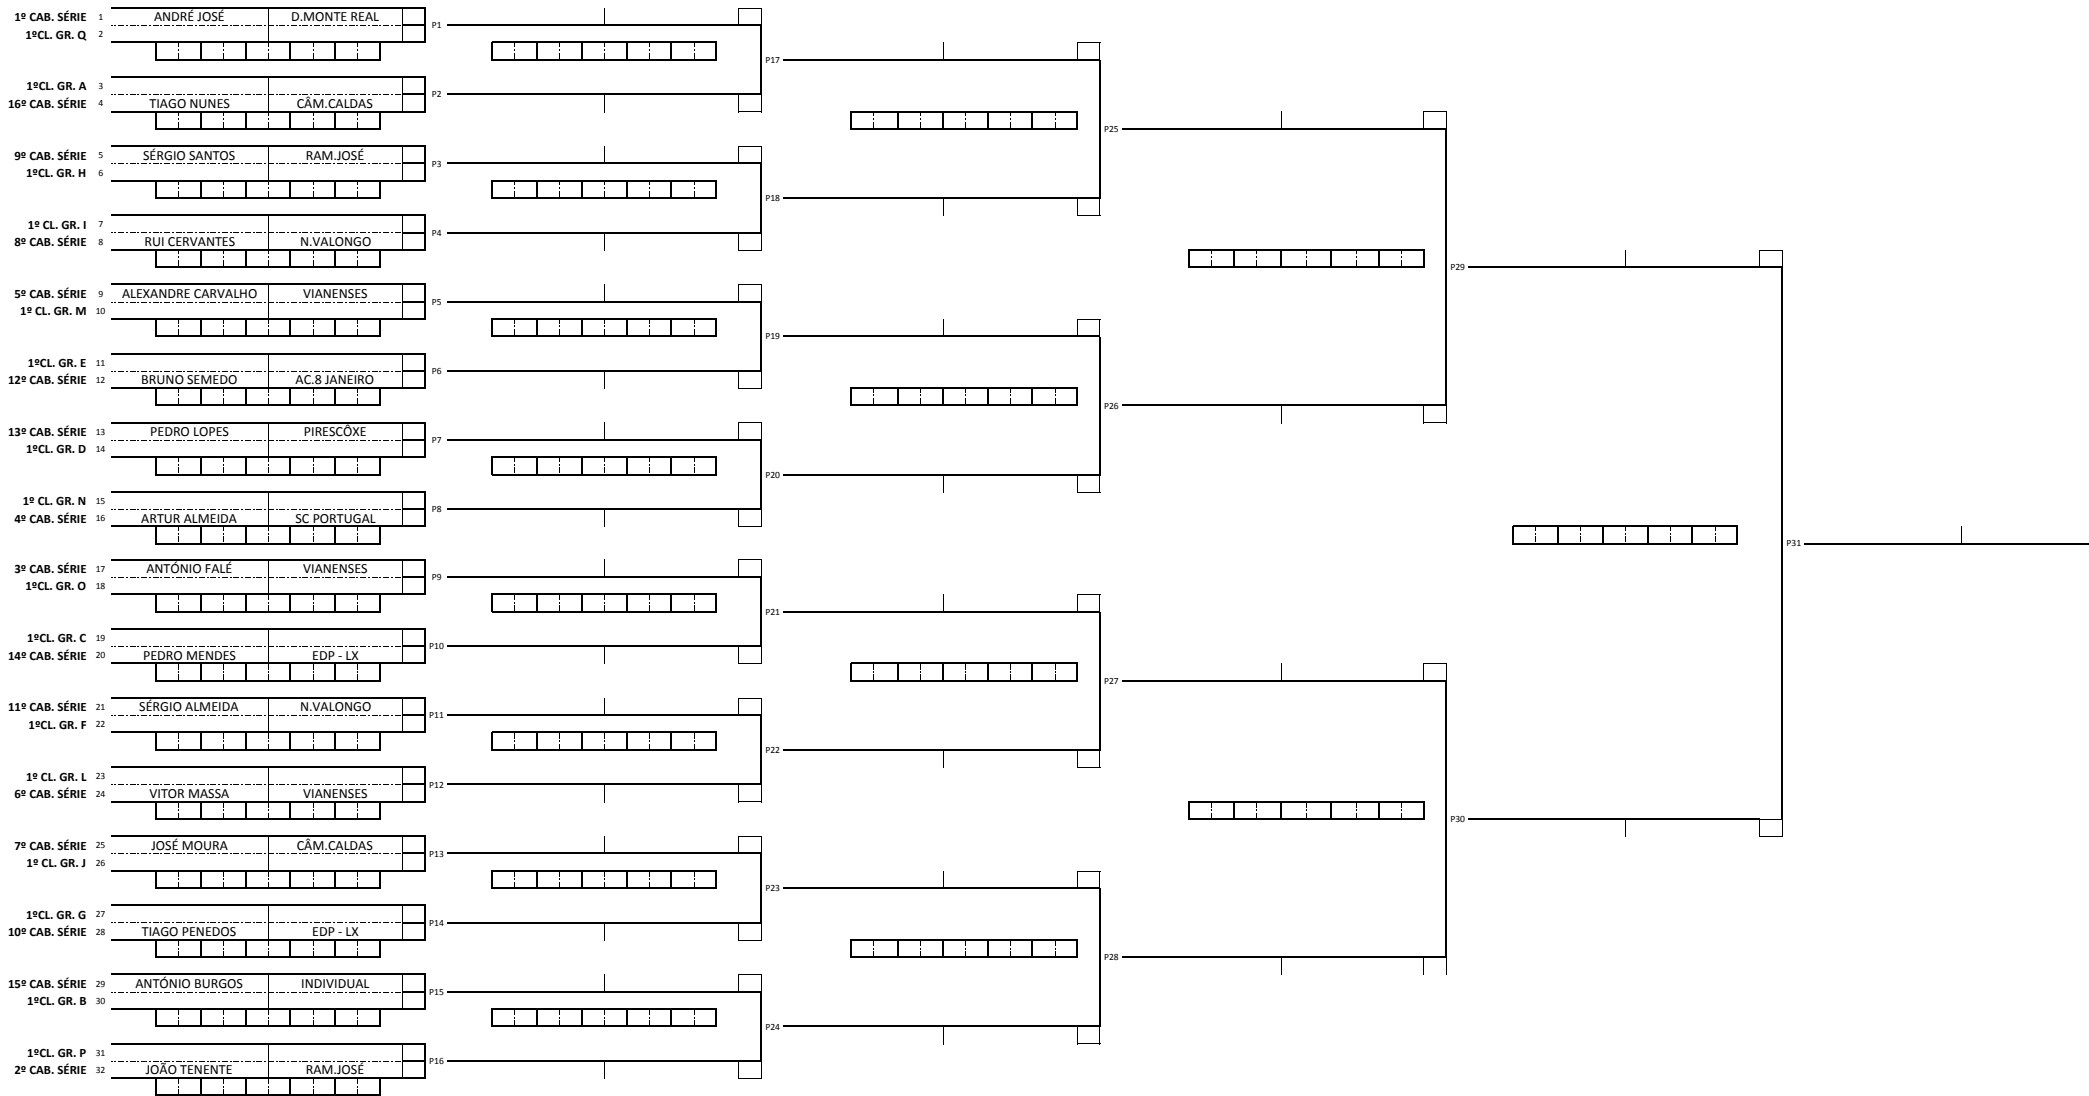 1º CAB. SÉRIE 1 ANDRÉ JOSÉ D.MONTE REAL
P1
1ºCL. GR. Q 2
P17
1ºCL. GR. A 3
P2
16º CAB. SÉRIE 4 TIAGO NUNES CÂM.CALDAS
P25
9º CAB. SÉRIE 5 SÉRGIO SANTOS RAM.JOSÉ
P3
1ºCL. GR. H 6
P18
1º CL. GR. I 7
P4
8º CAB. SÉRIE 8 RUI CERVANTES N.VALONGO
P29
5º CAB. SÉRIE 9 ALEXANDRE CARVALHO VIANENSES
P5
1º CL. GR. M 10
P19
1ºCL. GR. E 11
P6
12º CAB. SÉRIE 12 BRUNO SEMEDO AC.8 JANEIRO
P26
13º CAB. SÉRIE 13 PEDRO LOPES PIRESCÔXE
P7
1ºCL. GR. D 14
P20
1º CL. GR. N 15
P8
4º CAB. SÉRIE 16 ARTUR ALMEIDA SC PORTUGAL
P31
3º CAB. SÉRIE 17 ANTÓNIO FALÉ VIANENSES
P9
1ºCL. GR. O 18
P21
1ºCL. GR. C 19
P10
14º CAB. SÉRIE 20 PEDRO MENDES EDP - LX
P27
11º CAB. SÉRIE 21 SÉRGIO ALMEIDA N.VALONGO
P11
1ºCL. GR. F 22
P22
1º CL. GR. L 23
P12
6º CAB. SÉRIE 24 VITOR MASSA VIANENSES
P30
7º CAB. SÉRIE 25 JOSÉ MOURA CÂM.CALDAS
P13
1º CL. GR. J 26
P23
1ºCL. GR. G 27
P14
10º CAB. SÉRIE 28 TIAGO PENEDOS EDP - LX
P28
15º CAB. SÉRIE 29 ANTÓNIO BURGOS INDIVIDUAL
P15
1ºCL. GR. B 30
P24
1ºCL. GR. P 31
P16
2º CAB. SÉRIE 32 JOÃO TENENTE RAM.JOSÉ